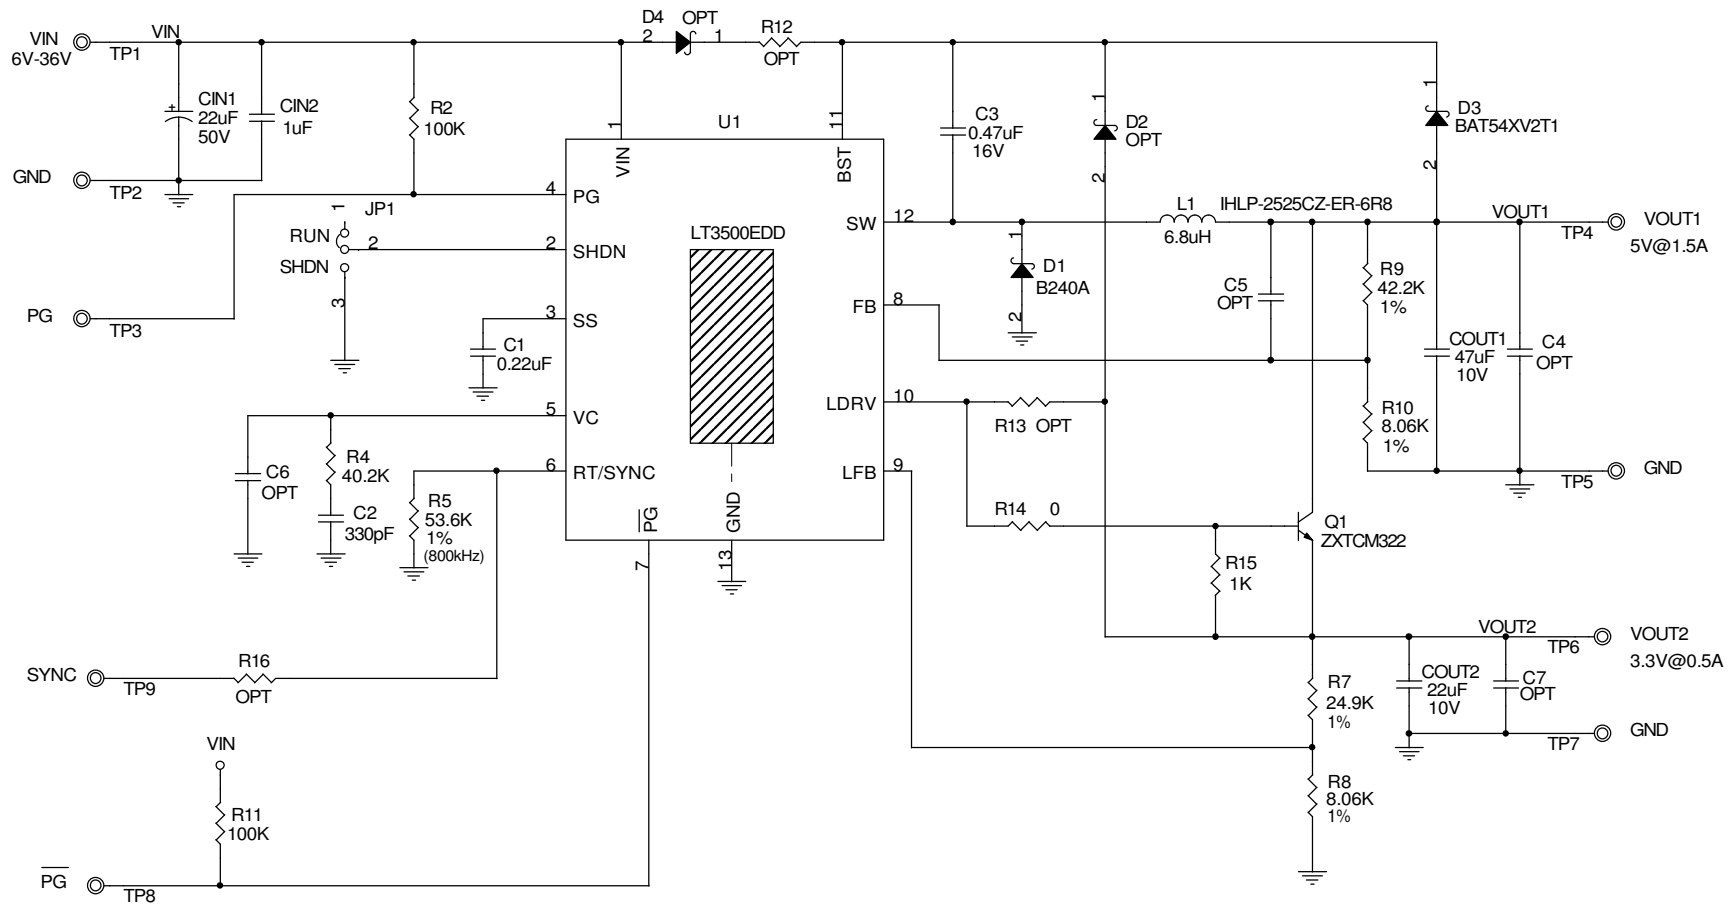 VIN
6V-36V
TP1
VIN
CIN1
22uF
50V
+
CIN2
1uF
R2
100K
GND
TP2
D4
OPT
2
1
R12
OPT
U1
1
VIN
11
BST
C3
0.47uF
16V
1
D2
OPT
2
1
D3
BAT54XV2T1
2
4
PG
JP1
1
RUN
2
SHDN
3
2
SHDN
PG
TP3
3
SS
C1
0.22uF
LT3500EDD
SW
12
L1
IHLP-2525CZ-ER-6R8
6.8uH
VOUT1
TP4
VOUT1
5V@1.5A
1
D1
B240A
2
FB
8
C5
OPT
R9
42.2K
1%
COUT1
47uF
10V
C4
OPT
LDRV
10
R13 OPT
R10
8.06K
1%
5
VC
C6
OPT
R4
40.2K
C2
330pF
6
RT/SYNC
R5
53.6K
1%
(800kHz)
LFB
9
TP5
GND
PG
7
GND
13
R14 0
Q1
ZXTCM322
R15
1K
VOUT2
TP6
VOUT2
3.3V@0.5A
SYNC
TP9
R16
OPT
R7
24.9K
1%
COUT2
22uF
10V
C7
OPT
TP7
GND
VIN
R11
100K
R8
8.06K
1%
PG
TP8